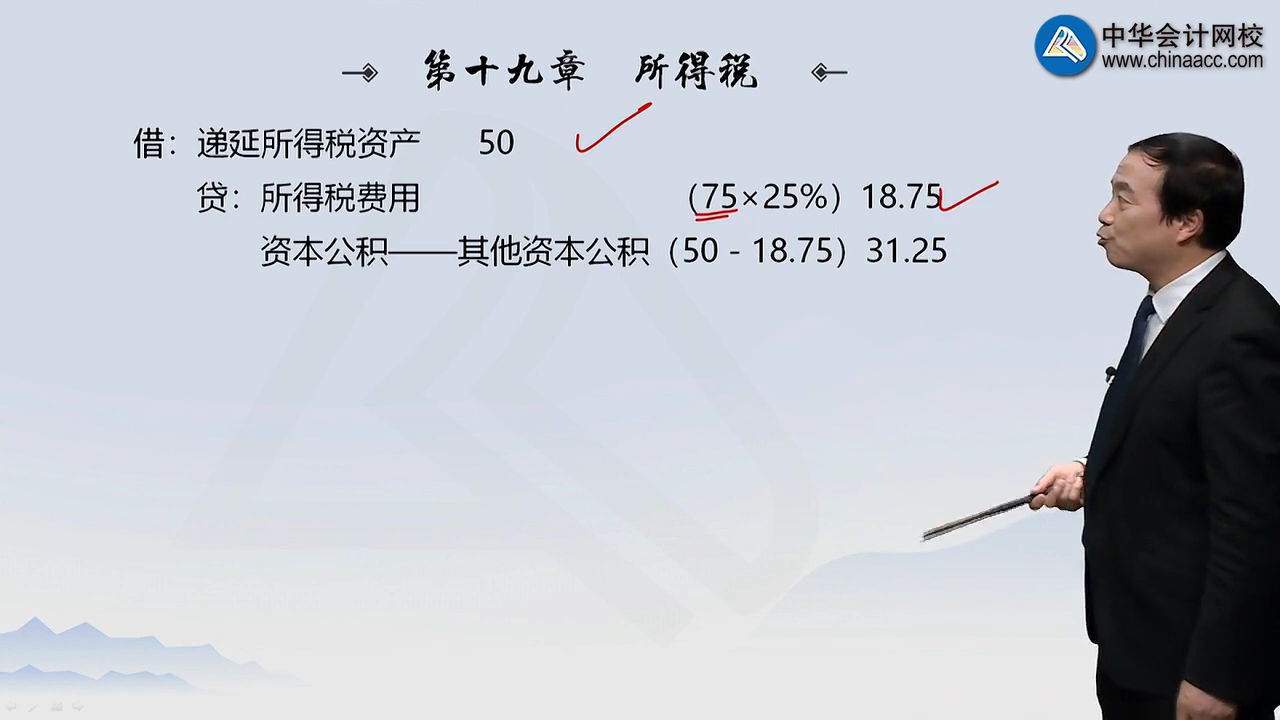 中华会计网校
www.chinaacc.com
第十九章 所得税
借：递延所得税资产 50
贷：所得税费用 （75×25%）18.75
资本公积——其他资本公积（50 - 18.75）31.25